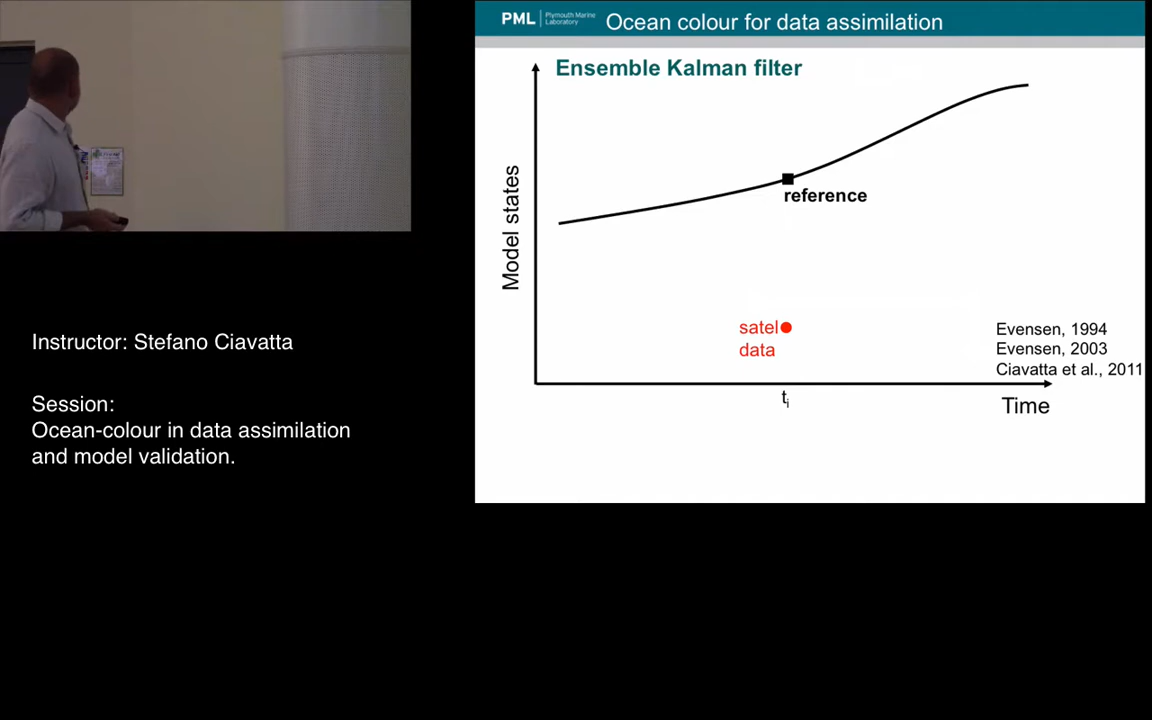 PML | Plymouth Marine
Laboratory
Ocean colour for data assimilation
Ensemble Kalman filter
Model states
reference
satel
data
Evensen, 1994
Evensen, 2003
Ciavatta et al., 2011
ti
Time
Instructor: Stefano Ciavatta
Session:
Ocean-colour in data assimilation
and model validation.